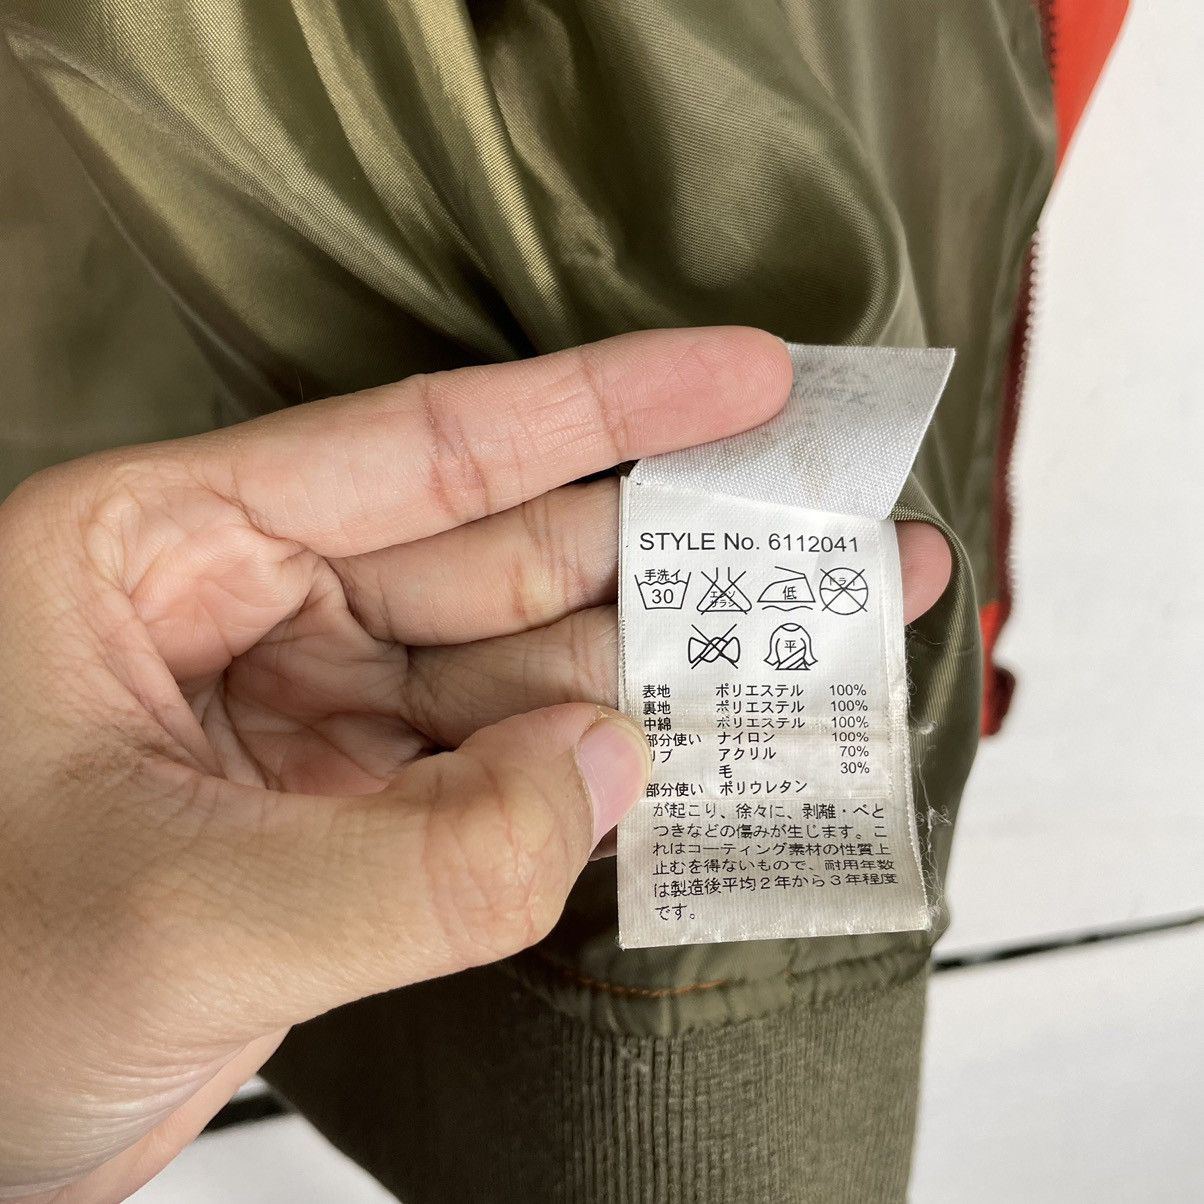 STYLE No. 6112041
手洗イ
30
エンソ
サラシ
低
ドライ
平
表地 ポリエステル 100%
裏地 ポリエステル 100%
中綿 ポリエステル 100%
部分使い ナイロン 100%
リブ アクリル 70%
毛 30%
部分使い ポリウレタン
が起こり、徐々に、剥離・べと
つきなどの傷みが生じます。こ
れはコーティング素材の性質上
止むを得ないもので、耐用年数
は製造後平均２年から３年程度
です。